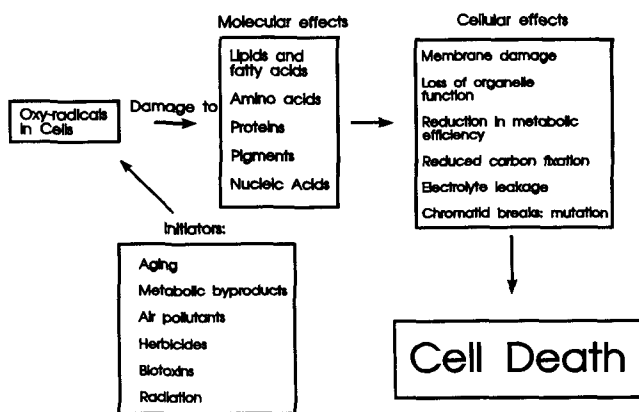 Molecular effects
Cellular effects
Oxy-radicals
in Cells
Damage to
Lipids and
fatty acids
Amino acids
Proteins
Pigments
Nucleic Acids
Membrane damage
Loss of organelle
function
Reduction in metabolic
efficiency
Reduced carbon fixation
Electrolyte leakage
Chromatid breaks: mutation
Initiators:
Aging
Metabolic byproducts
Air pollutants
Herbicides
Biotoxins
Radiation
Cell Death